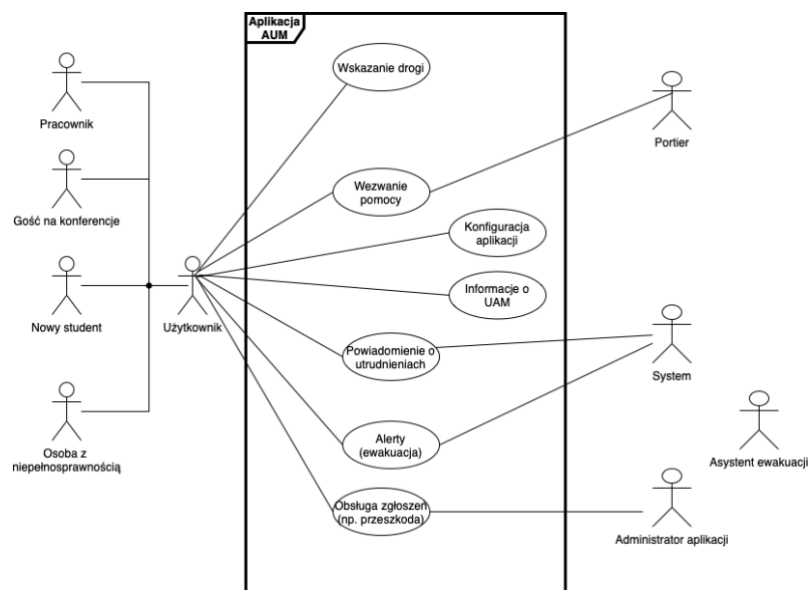 Aplikacja
AUM
Wskazanie drogi
Pracownik
Portier
Wezwanie
pomocy
Gość na konferencje
Konfiguracja
aplikacji
Informacje o
UAM
Nowy student
Użytkownik
Powiadomienie o
utrudnieniach
System
Alerty
(ewakuacja)
Osoba z
niepełnosprawnością
Asystent ewakuacji
Obsługa zgłoszeń
(np. przeszkoda)
Administrator aplikacji